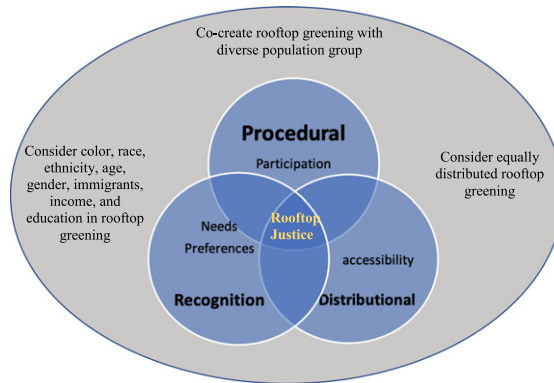 Co-create rooftop greening with
diverse population group
Procedural
Participation
Consider color, race,
ethnicity, age,
gender, immigrants,
income, and
education in rooftop
greening
Consider equally
distributed rooftop
greening
Rooftop
Justice
Needs
Preferences
accessibility
Recognition
Distributional